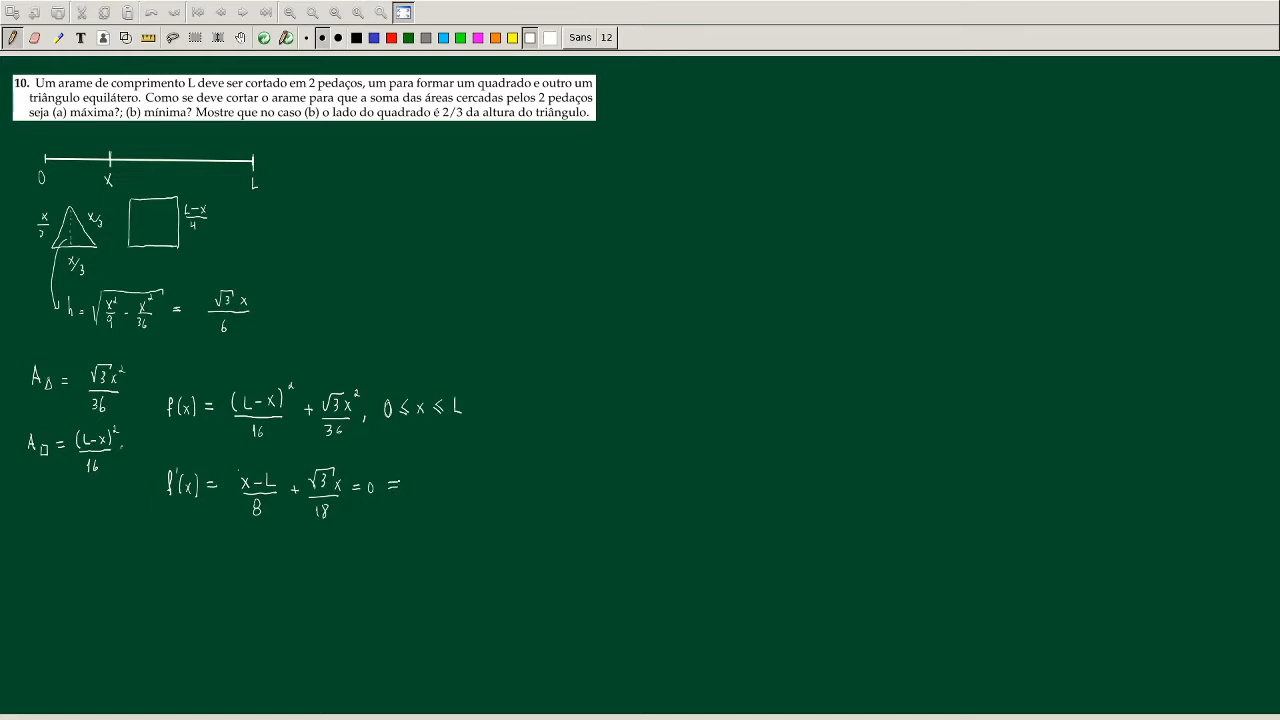 Sans 12
10. Um arame de comprimento L deve ser cortado em 2 pedaços, um para formar um quadrado e outro um
triângulo equilátero. Como se deve cortar o arame para que a soma das áreas cercadas pelos 2 pedaços
seja (a) máxima?; (b) mínima? Mostre que no caso (b) o lado do quadrado é 2/3 da altura do triângulo.
0 x L
x/3 x/3 (L-x)/4
x/3
h = √(x²/9 - x²/36) = √3 x/6
A△ = √3x²/36
f(x) = (L-x)²/16 + √3x²/36, 0 ≤ x ≤ L
A□ = (L-x)²/16
f'(x) = x-L/8 + √3x/18 = 0 =